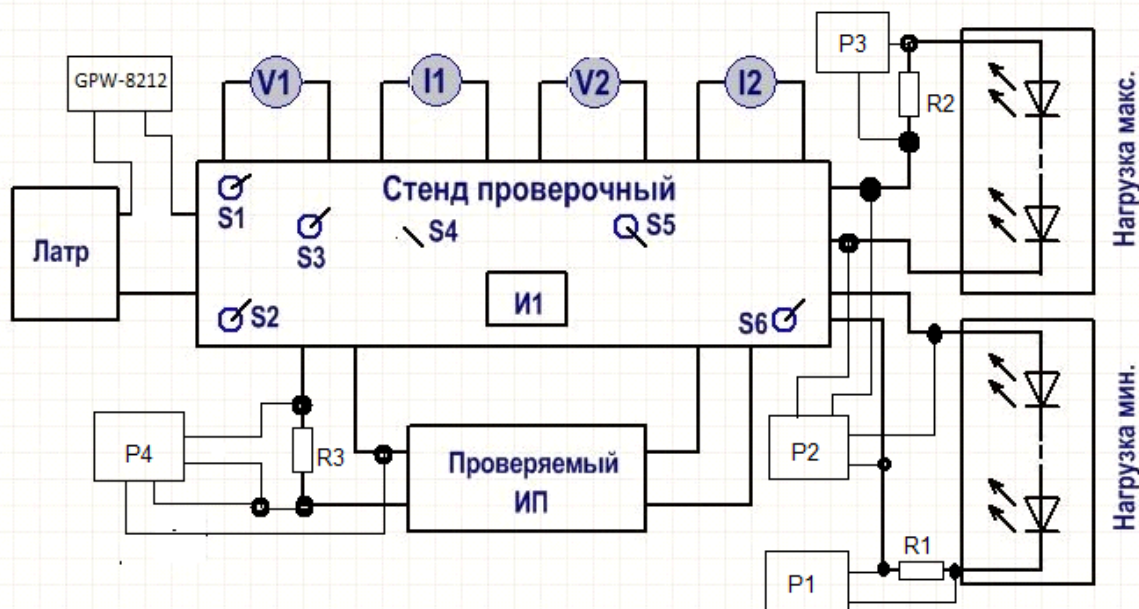 GPW-8212
V1
I1
V2
I2
P3
R2
Нагрузка макс.
Латр
Стенд проверочный
S1
S3
S4
S5
И1
S2
S6
P4
R3
Проверяемый
ИП
P2
Нагрузка мин.
P1
R1